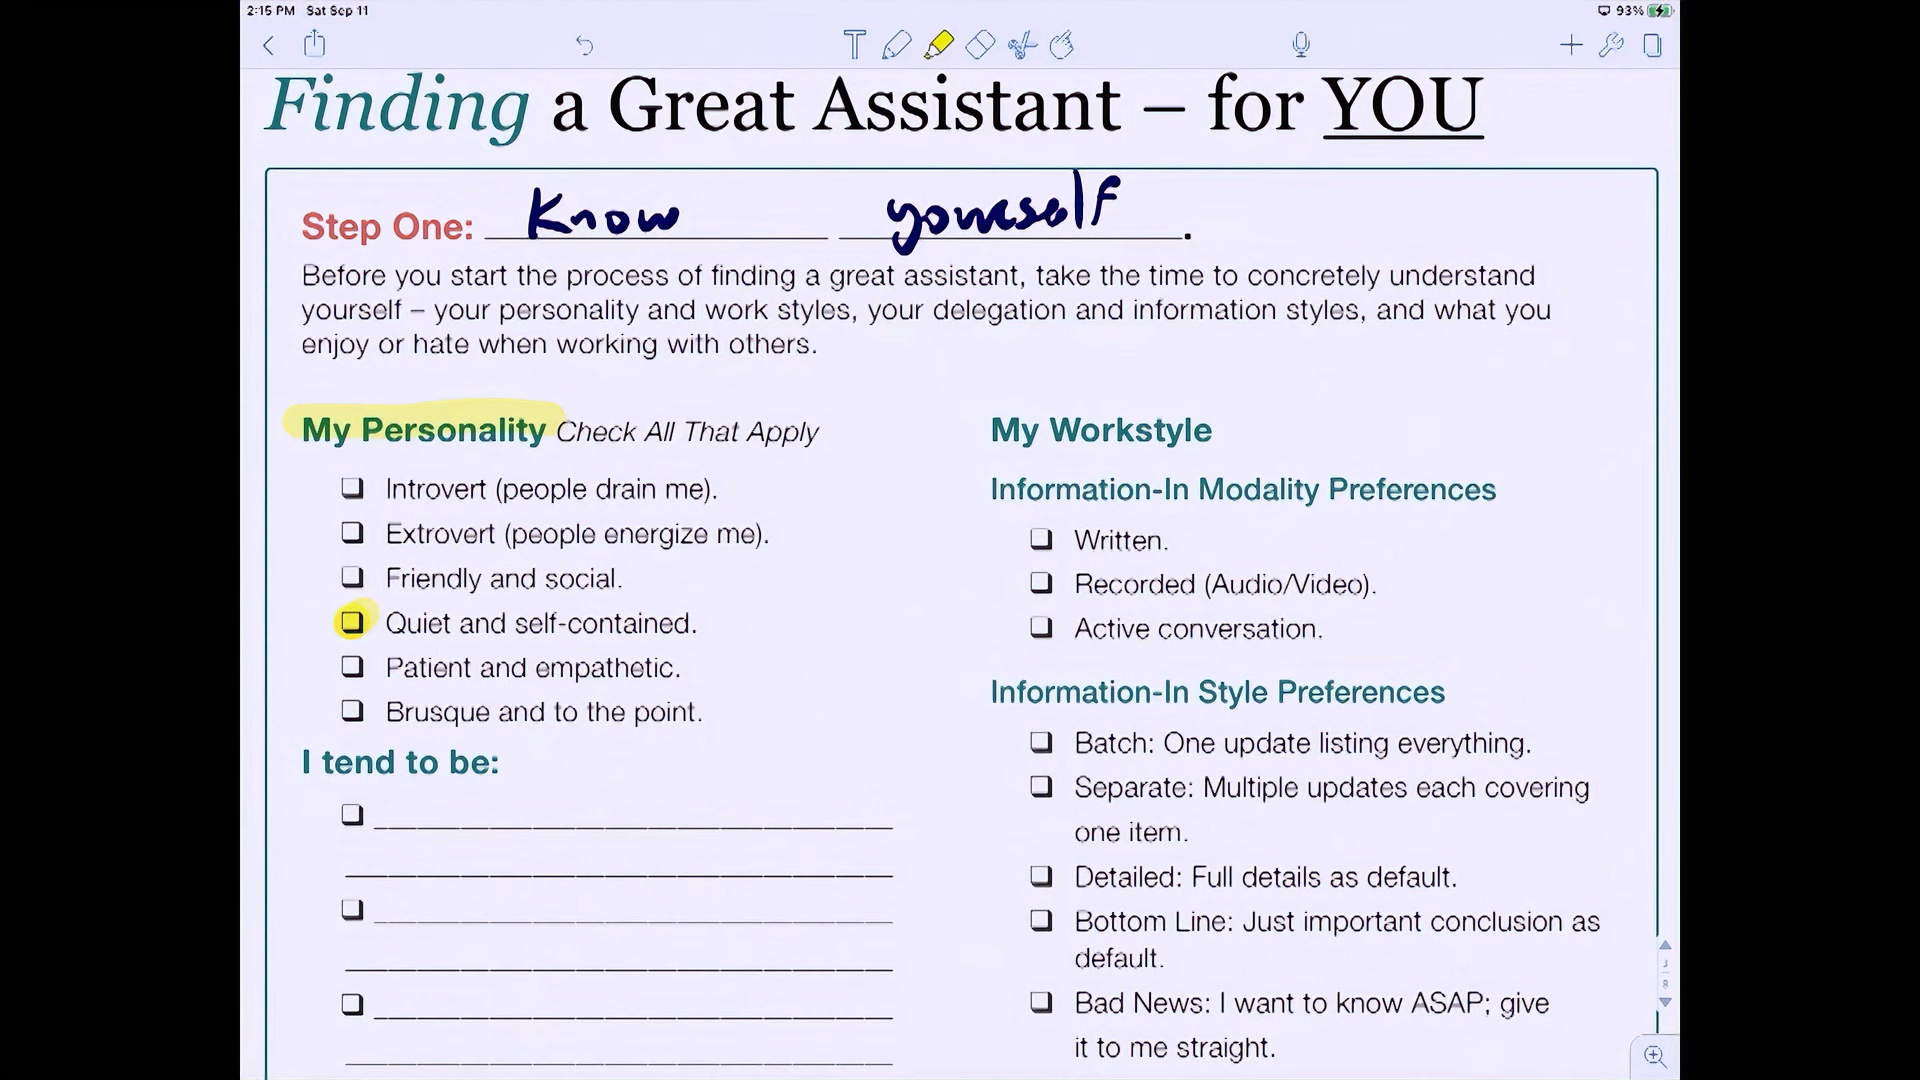 2:15 PM Sat Sep 11
93%
Finding a Great Assistant – for YOU
Step One: Know yourself.
Before you start the process of finding a great assistant, take the time to concretely understand
yourself – your personality and work styles, your delegation and information styles, and what you
enjoy or hate when working with others.
My Personality Check All That Apply
Introvert (people drain me).
Extrovert (people energize me).
Friendly and social.
Quiet and self-contained.
Patient and empathetic.
Brusque and to the point.
I tend to be:
My Workstyle
Information-In Modality Preferences
Written.
Recorded (Audio/Video).
Active conversation.
Information-In Style Preferences
Batch: One update listing everything.
Separate: Multiple updates each covering
one item.
Detailed: Full details as default.
Bottom Line: Just important conclusion as
default.
Bad News: I want to know ASAP; give
it to me straight.